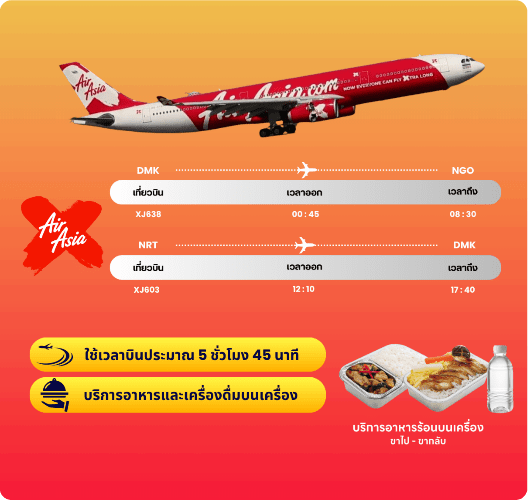 Air
Asia
AirAsia.com
NOW EVERYONE CAN FLY XTRA LONG
DMK NGO
เที่ยวบิน เวลาออก เวลาถึง
XJ638 00 : 45 08 : 30
Air
Asia
NRT DMK
เที่ยวบิน เวลาออก เวลาถึง
XJ603 12 : 10 17 : 40
ใช้เวลาบินประมาณ 5 ชั่วโมง 45 นาที
บริการอาหารและเครื่องดื่มบนเครื่อง
บริการอาหารร้อนบนเครื่อง
ขาไป - ขากลับ